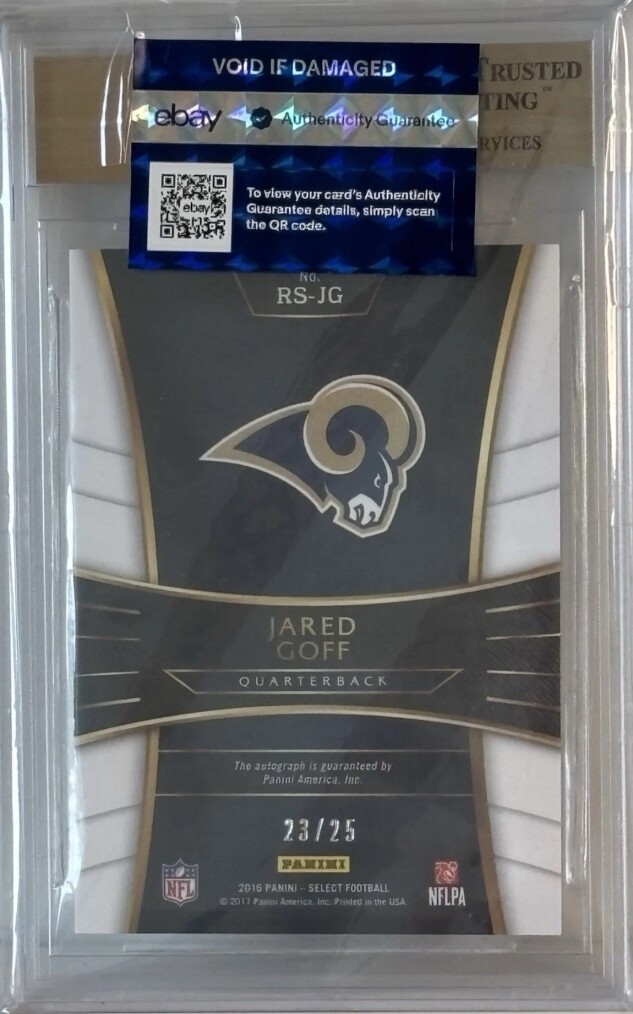 VOID IF DAMAGED
TRUSTED
ebay Authenticity Guarantee
TING™
RVICES
ebay
To view your card's Authenticity
Guarantee details, simply scan
the QR code.
No.
RS-JG
JARED
GOFF
QUARTERBACK
The autograph is guaranteed by
Panini America, Inc.
23/25
PANINI
NFL
NFLPA
2016 PANINI - SELECT FOOTBALL
© 2017 Panini America, Inc. Printed in the USA.